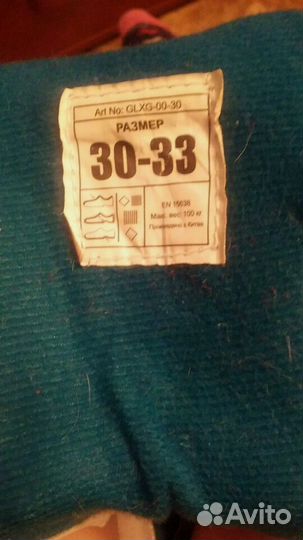 Art No: GLXG-00-30
РАЗМЕР
30-33
EN 15638
Макс. вес: 100 кг
Произведено в Китае
Avito